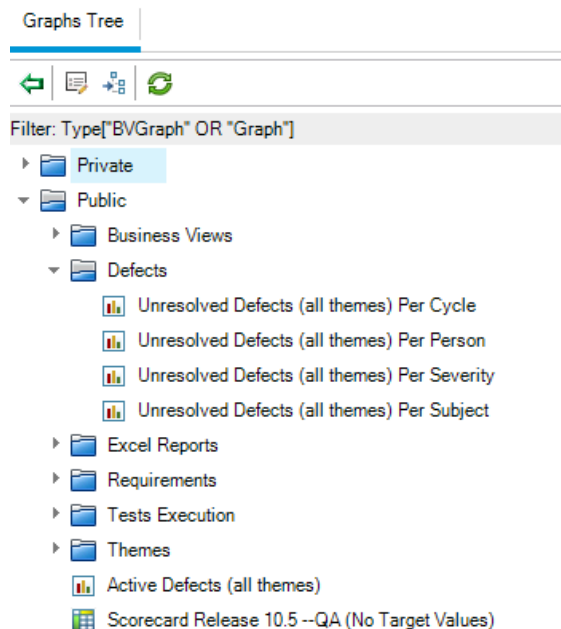 Graphs Tree
Filter: Type["BVGraph" OR "Graph"]
Private
Public
Business Views
Defects
Unresolved Defects (all themes) Per Cycle
Unresolved Defects (all themes) Per Person
Unresolved Defects (all themes) Per Severity
Unresolved Defects (all themes) Per Subject
Excel Reports
Requirements
Tests Execution
Themes
Active Defects (all themes)
Scorecard Release 10.5 --QA (No Target Values)